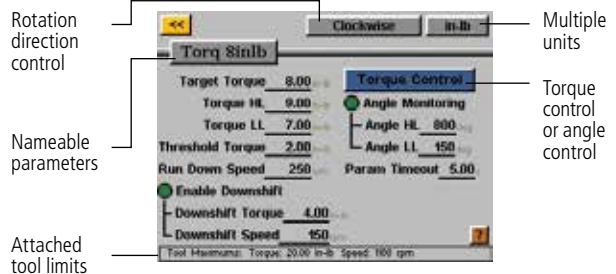 Rotation
direction
control
Nameable
parameters
Attached
tool limits
<<
Clockwise
in-lb
Torq 8inlb
Target Torque 8.00
Torque HL 9.00
Torque LL 7.00
Threshold Torque 2.00
Run Down Speed 250
Enable Downshift
Downshift Torque 4.00
Downshift Speed 150
Torque Control
Angle Monitoring
Angle HL 800
Angle LL 150
Param Timeout 5.00
?
Tool Maximums: Torque: 20.00 in-lb Speed: rpm
Multiple
units
Torque
control
or angle
control